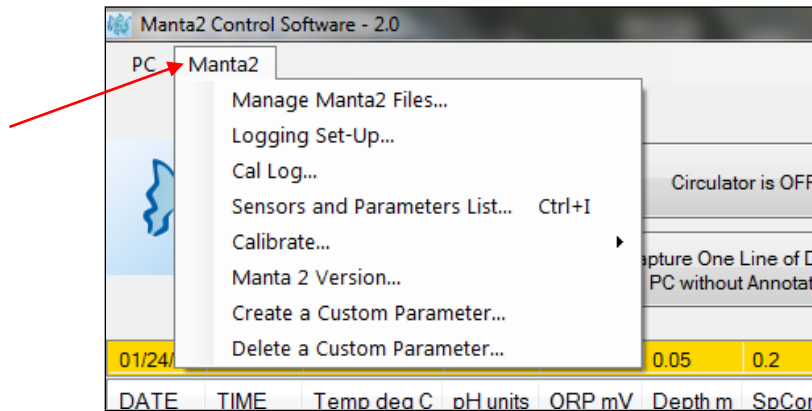 Manta2 Control Software - 2.0
PC Manta2
Manage Manta2 Files...
Logging Set-Up...
Cal Log...
Sensors and Parameters List... Ctrl+I
Calibrate...
Manta 2 Version...
Create a Custom Parameter...
Delete a Custom Parameter...
Circulator is OFF
apture One Line of D
PC without Annotat
01/24/ 0.05 0.2
DATE TIME Temp deg C pH units ORP mV Depth m SpCon